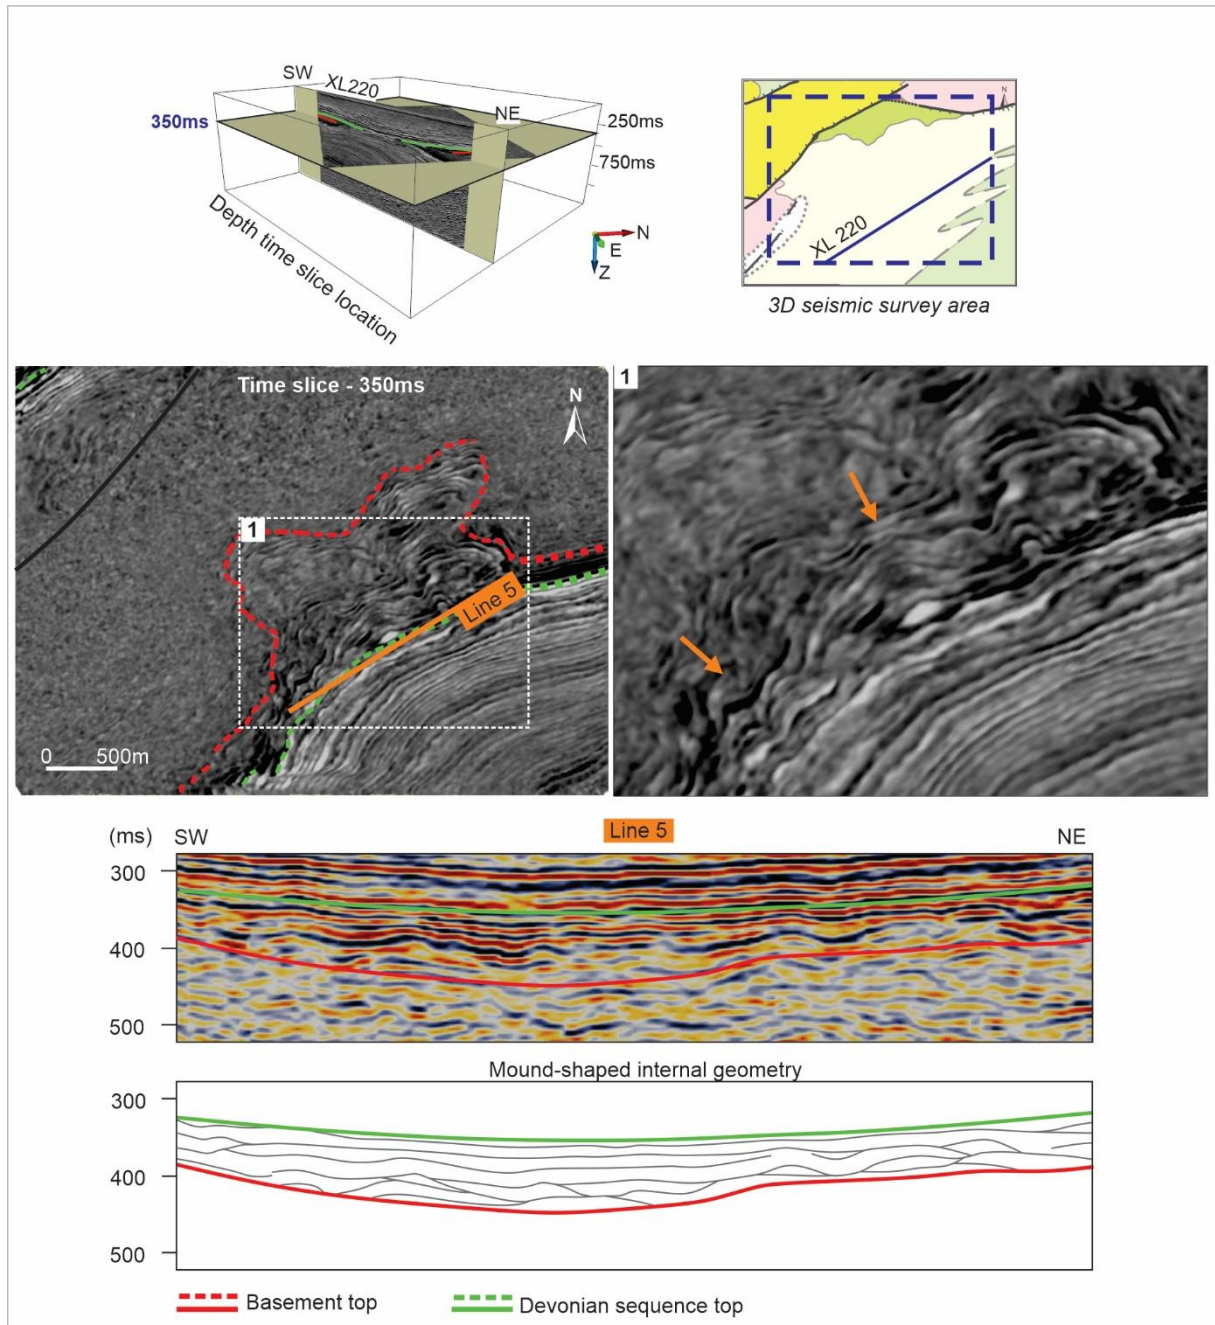 SW
XL220
NE
350ms
250ms
750ms
N
E
Z
Depth time slice location
N
XL 220
3D seismic survey area
Time slice - 350ms
N
1
Line 5
0 500m
1
(ms) SW Line 5 NE
300
400
500
Mound-shaped internal geometry
300
400
500
Basement top Devonian sequence top